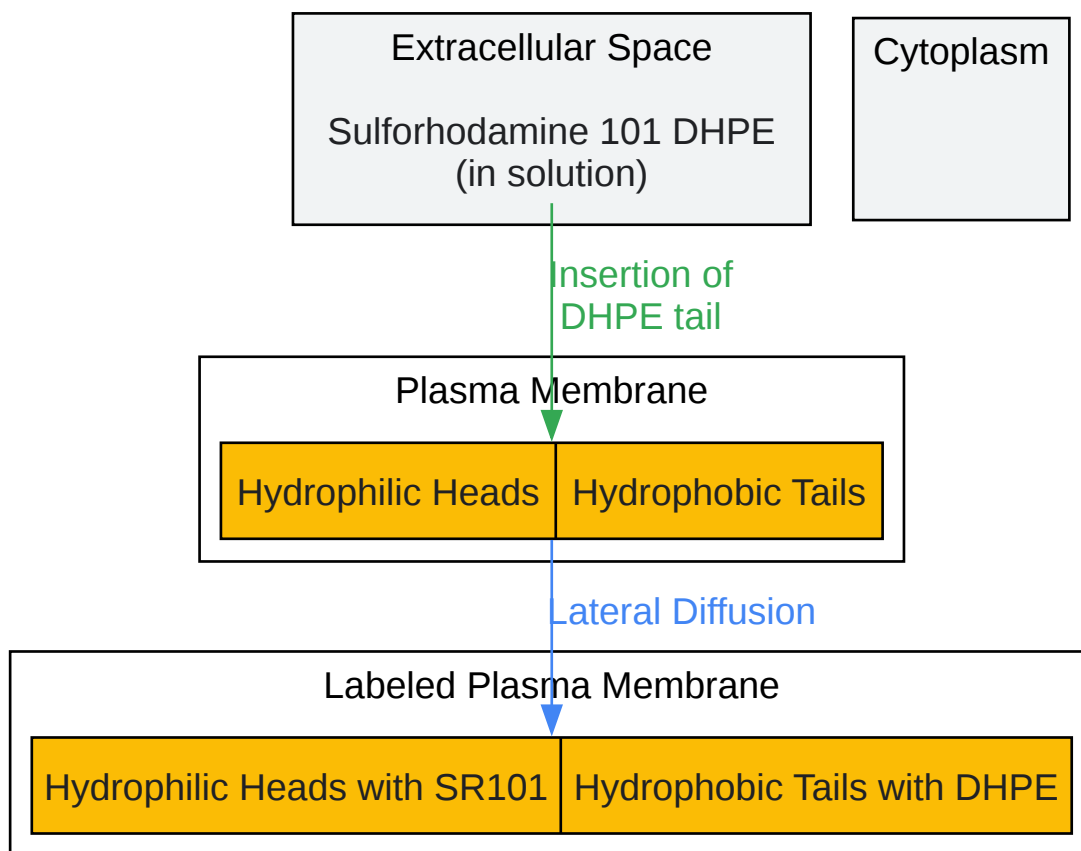 Extracellular Space
Cytoplasm
Sulforhodamine 101 DHPE
(in solution)
Insertion of
DHPE tail
Plasma Membrane
Hydrophilic Heads
Hydrophobic Tails
Lateral Diffusion
Labeled Plasma Membrane
Hydrophilic Heads with SR101
Hydrophobic Tails with DHPE